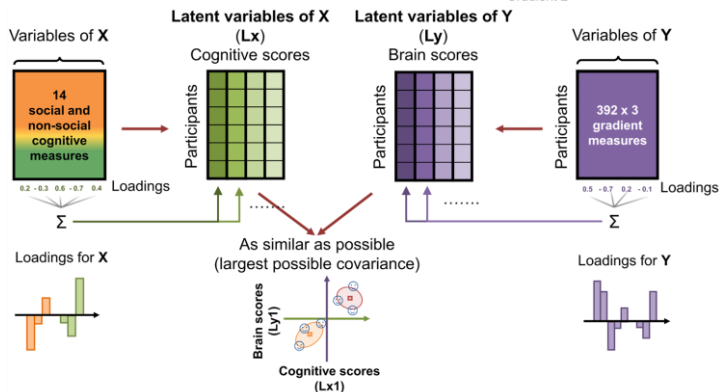 Latent variables of X
(Lx)
Cognitive scores
Latent variables of Y
(Ly)
Brain scores
Variables of X
Variables of Y
14
social and
non-social
cognitive
measures
Participants
Participants
392 x 3
gradient
measures
0.2 -0.3 0.6 -0.7 0.4
Loadings
0.5 -0.7 0.2 -0.1
Loadings
Σ
........
........
Σ
As similar as possible
(largest possible covariance)
Loadings for X
Loadings for Y
Brain scores
(Ly1)
Cognitive scores
(Lx1)